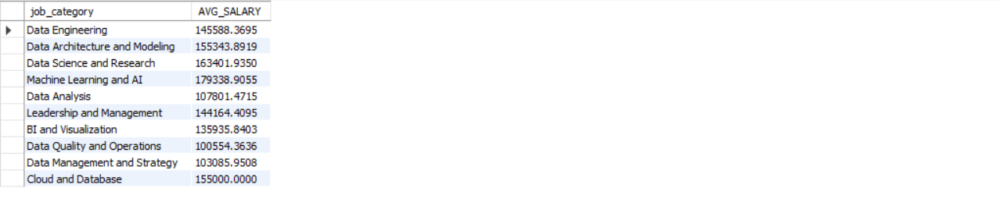 job_category AVG_SALARY
Data Engineering 145588.3695
Data Architecture and Modeling 155343.8919
Data Science and Research 163401.9350
Machine Learning and AI 179338.9055
Data Analysis 107801.4715
Leadership and Management 144164.4095
BI and Visualization 135935.8403
Data Quality and Operations 100554.3636
Data Management and Strategy 103085.9508
Cloud and Database 155000.0000